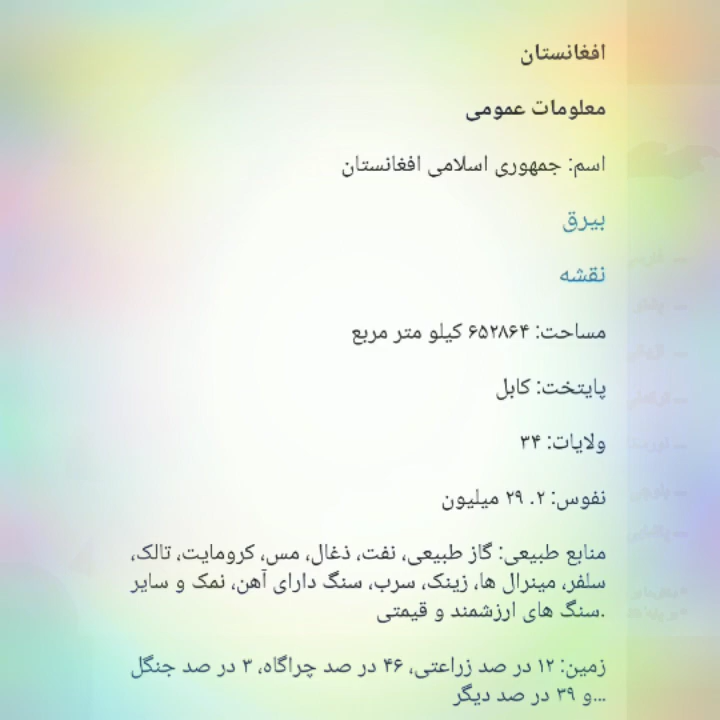 افغانستان
معلومات عمومی
اسم: جمهوری اسلامی افغانستان
بیرق
نقشه
مساحت: ۶۵۲۸۶۴ کیلو متر مربع
پایتخت: کابل
ولایات: ۳۴
نفوس: ۲. ۲۹ میلیون
منابع طبیعی: گاز طبیعی، نفت، ذغال، مس، کرومایت، تالک،
سلفر، مینرال ها، زینک، سرب، سنگ دارای آهن، نمک و سایر
.سنگ های ارزشمند و قیمتی
زمین: ۱۲ در صد زراعتی، ۴۶ در صد چراگاه، ۳ در صد جنگل
...و ۳۹ در صد دیگر